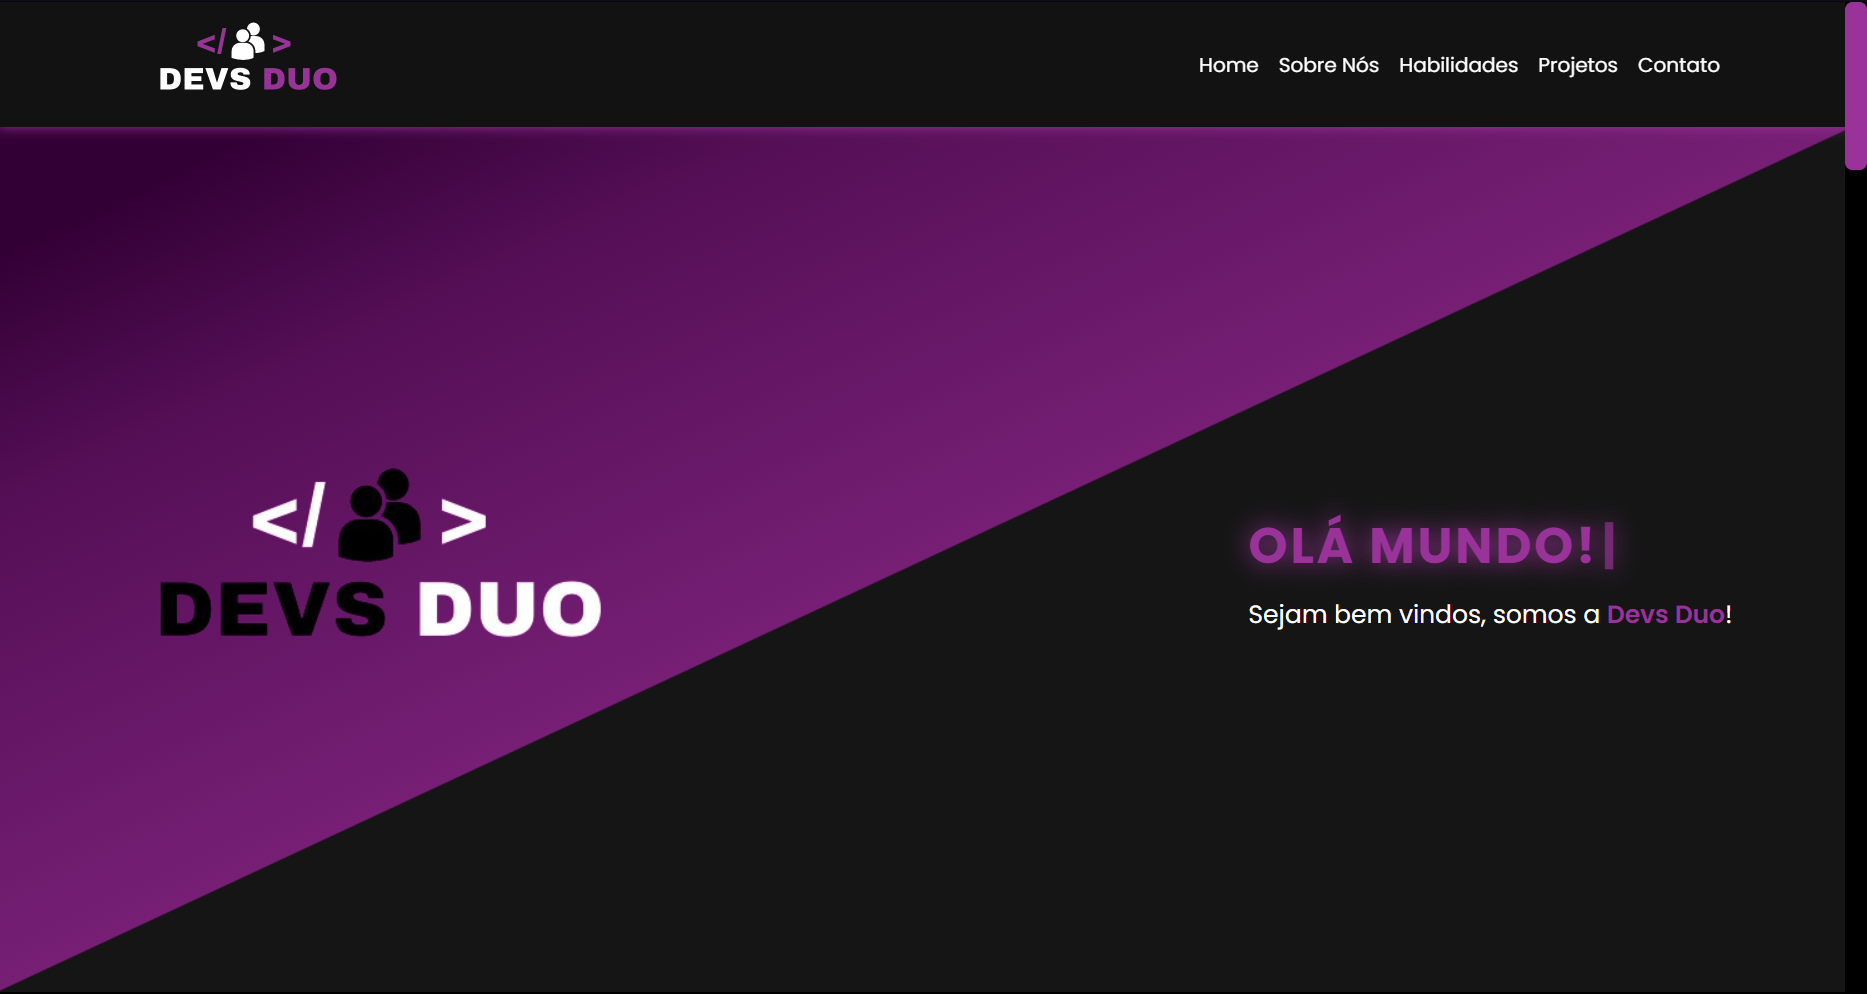 </ >
DEVS DUO
Home Sobre Nós Habilidades Projetos Contato
</ >
DEVS DUO
OLÁ MUNDO!|
Sejam bem vindos, somos a Devs Duo!